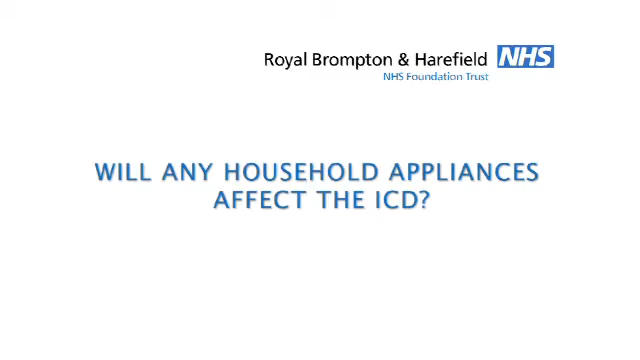 Royal Brompton & Harefield NHS
NHS Foundation Trust
WILL ANY HOUSEHOLD APPLIANCES
AFFECT THE ICD?